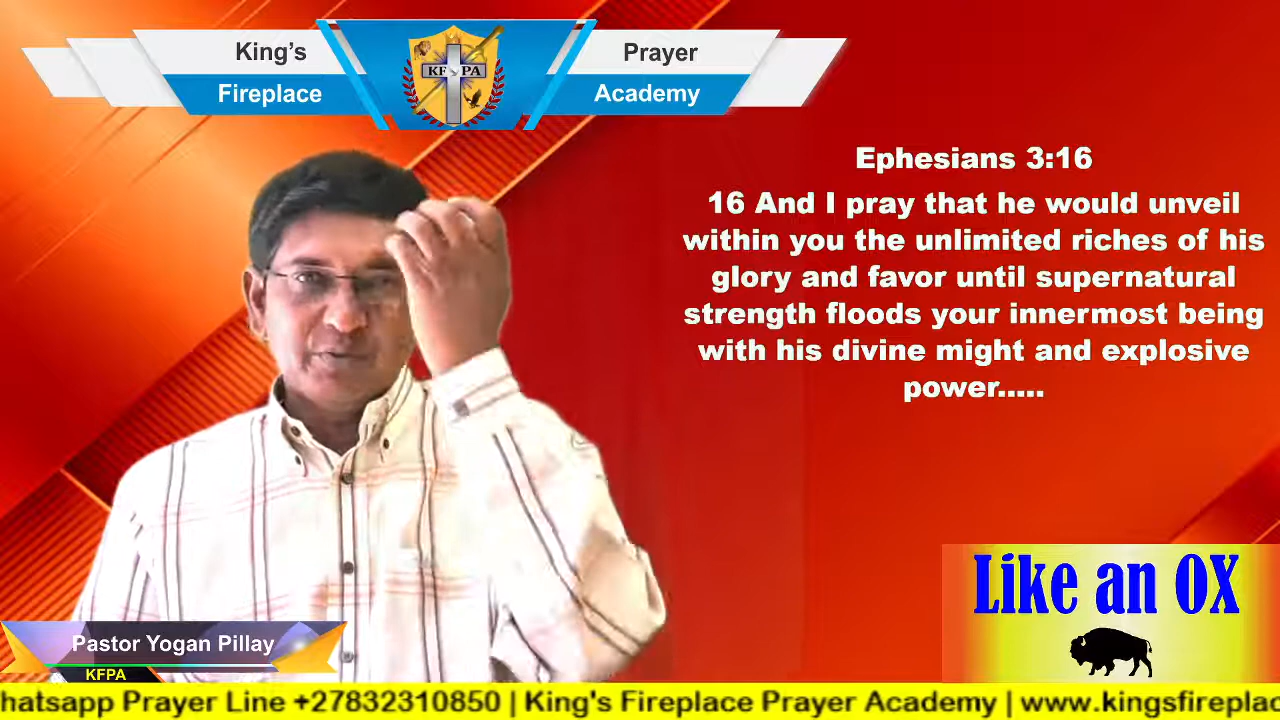 King's
Prayer
Fireplace
Academy
KF PA
Ephesians 3:16
16 And I pray that he would unveil
within you the unlimited riches of his
glory and favor until supernatural
strength floods your innermost being
with his divine might and explosive
power.....
Like an OX
Pastor Yogan Pillay
KFPA
hatsapp Prayer Line +27832310850 | King's Fireplace Prayer Academy | www.kingsfireplac